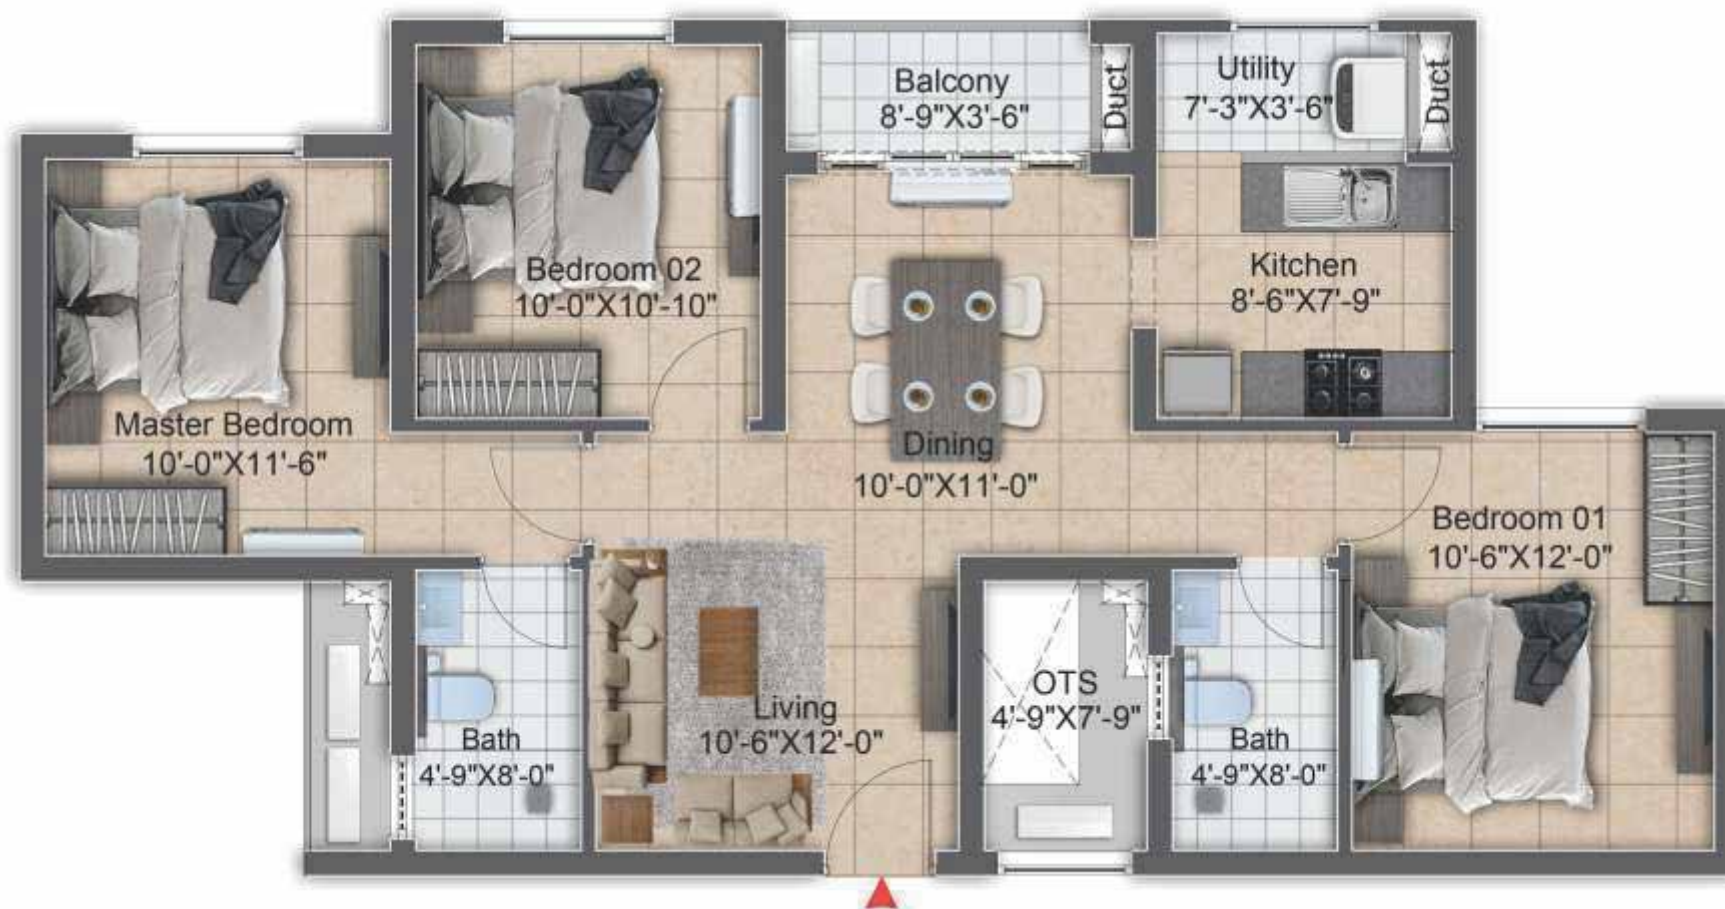 Balcony
8'-9"X3'-6"
Duct
Utility
7'-3"X3'-6"
Duct
Bedroom 02
10'-0"X10'-10"
Kitchen
8'-6"X7'-9"
Master Bedroom
10'-0"X11'-6"
Dining
10'-0"X11'-0"
Bedroom 01
10'-6"X12'-0"
Living
10'-6"X12'-0"
OTS
4'-9"X7'-9"
Bath
4'-9"X8'-0"
Bath
4'-9"X8'-0"